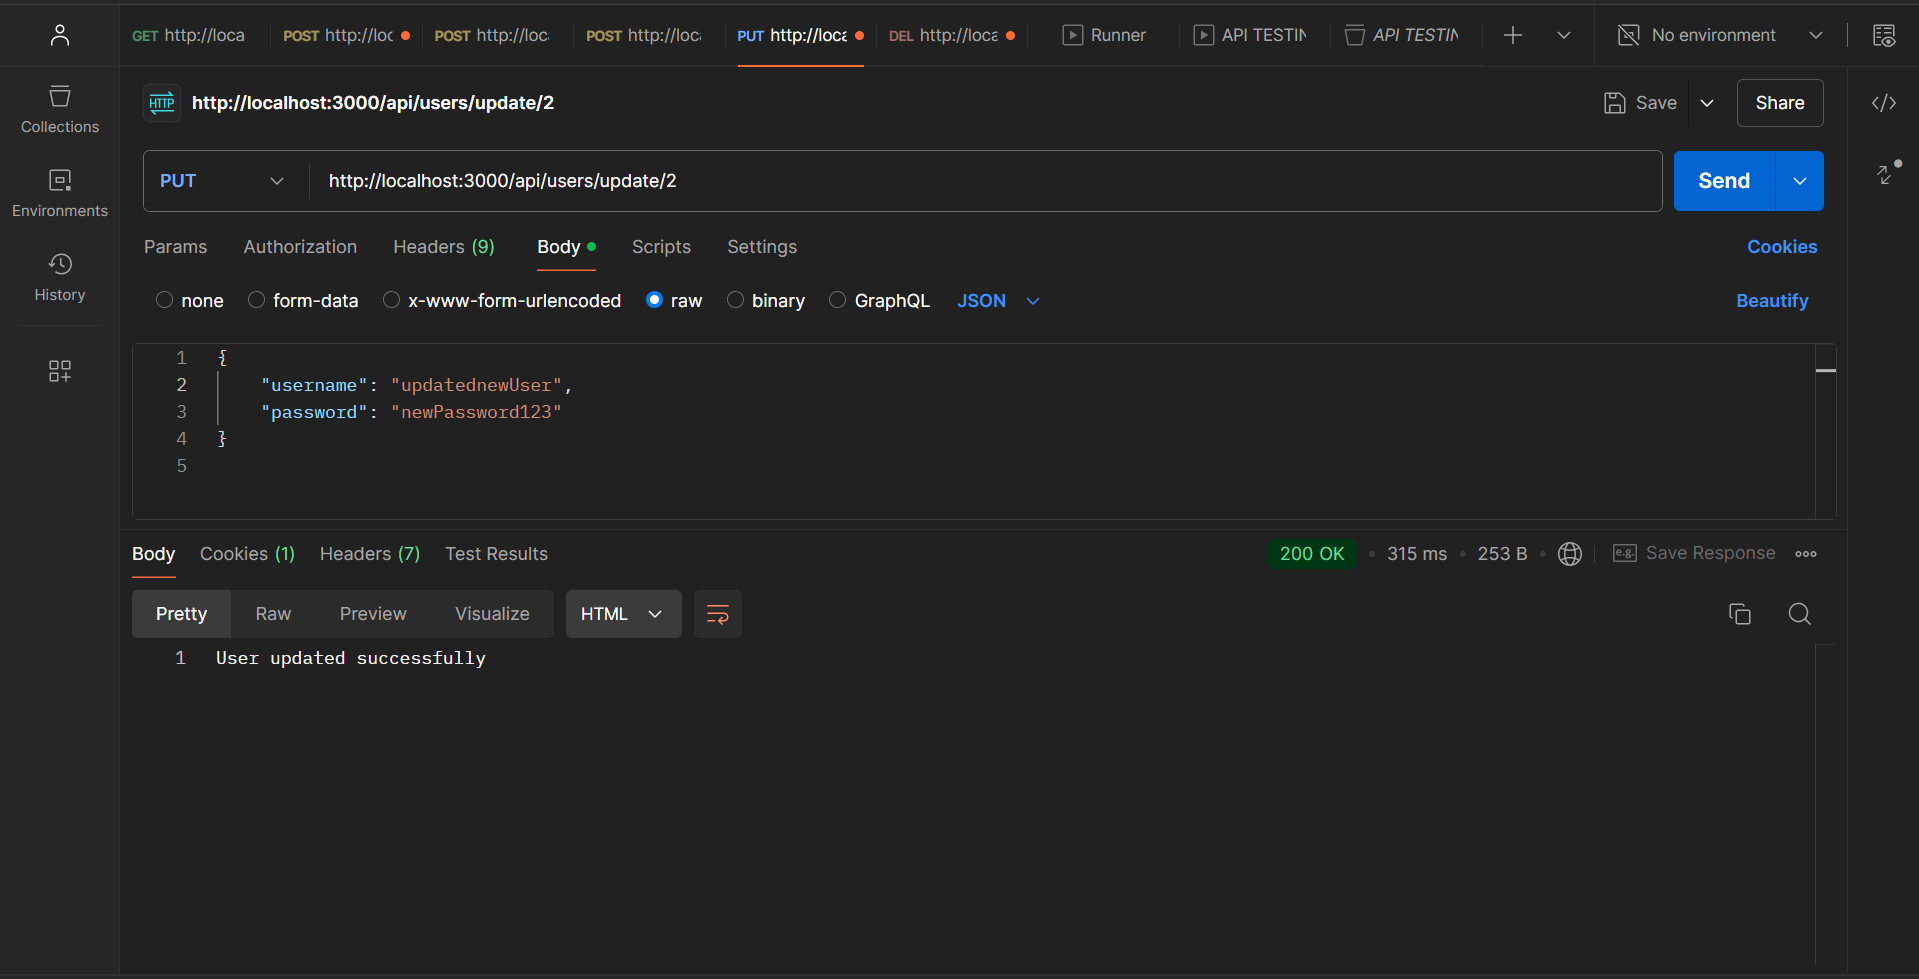 GET http://loca
POST http://loc
POST http://loc
POST http://loc
PUT http://loca
DEL http://loca
Runner
API TESTIN
API TESTIN
No environment
Collections
Environments
History
HTTP
http://localhost:3000/api/users/update/2
Save
Share
PUT
http://localhost:3000/api/users/update/2
Send
Params
Authorization
Headers (9)
Body
Scripts
Settings
Cookies
none
form-data
x-www-form-urlencoded
raw
binary
GraphQL
JSON
Beautify
1 {
2 "username": "updatednewUser",
3 "password": "newPassword123"
4 }
5
Body
Cookies (1)
Headers (7)
Test Results
200 OK
315 ms
253 B
e.g.
Save Response
Pretty
Raw
Preview
Visualize
HTML
1 User updated successfully